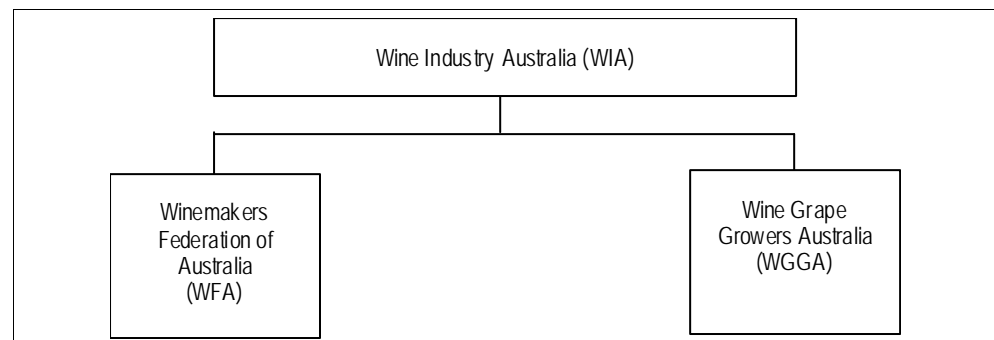 Wine Industry Australia (WIA)
Winemakers
Federation of
Australia
(WFA)
Wine Grape
Growers Australia
(WGGA)